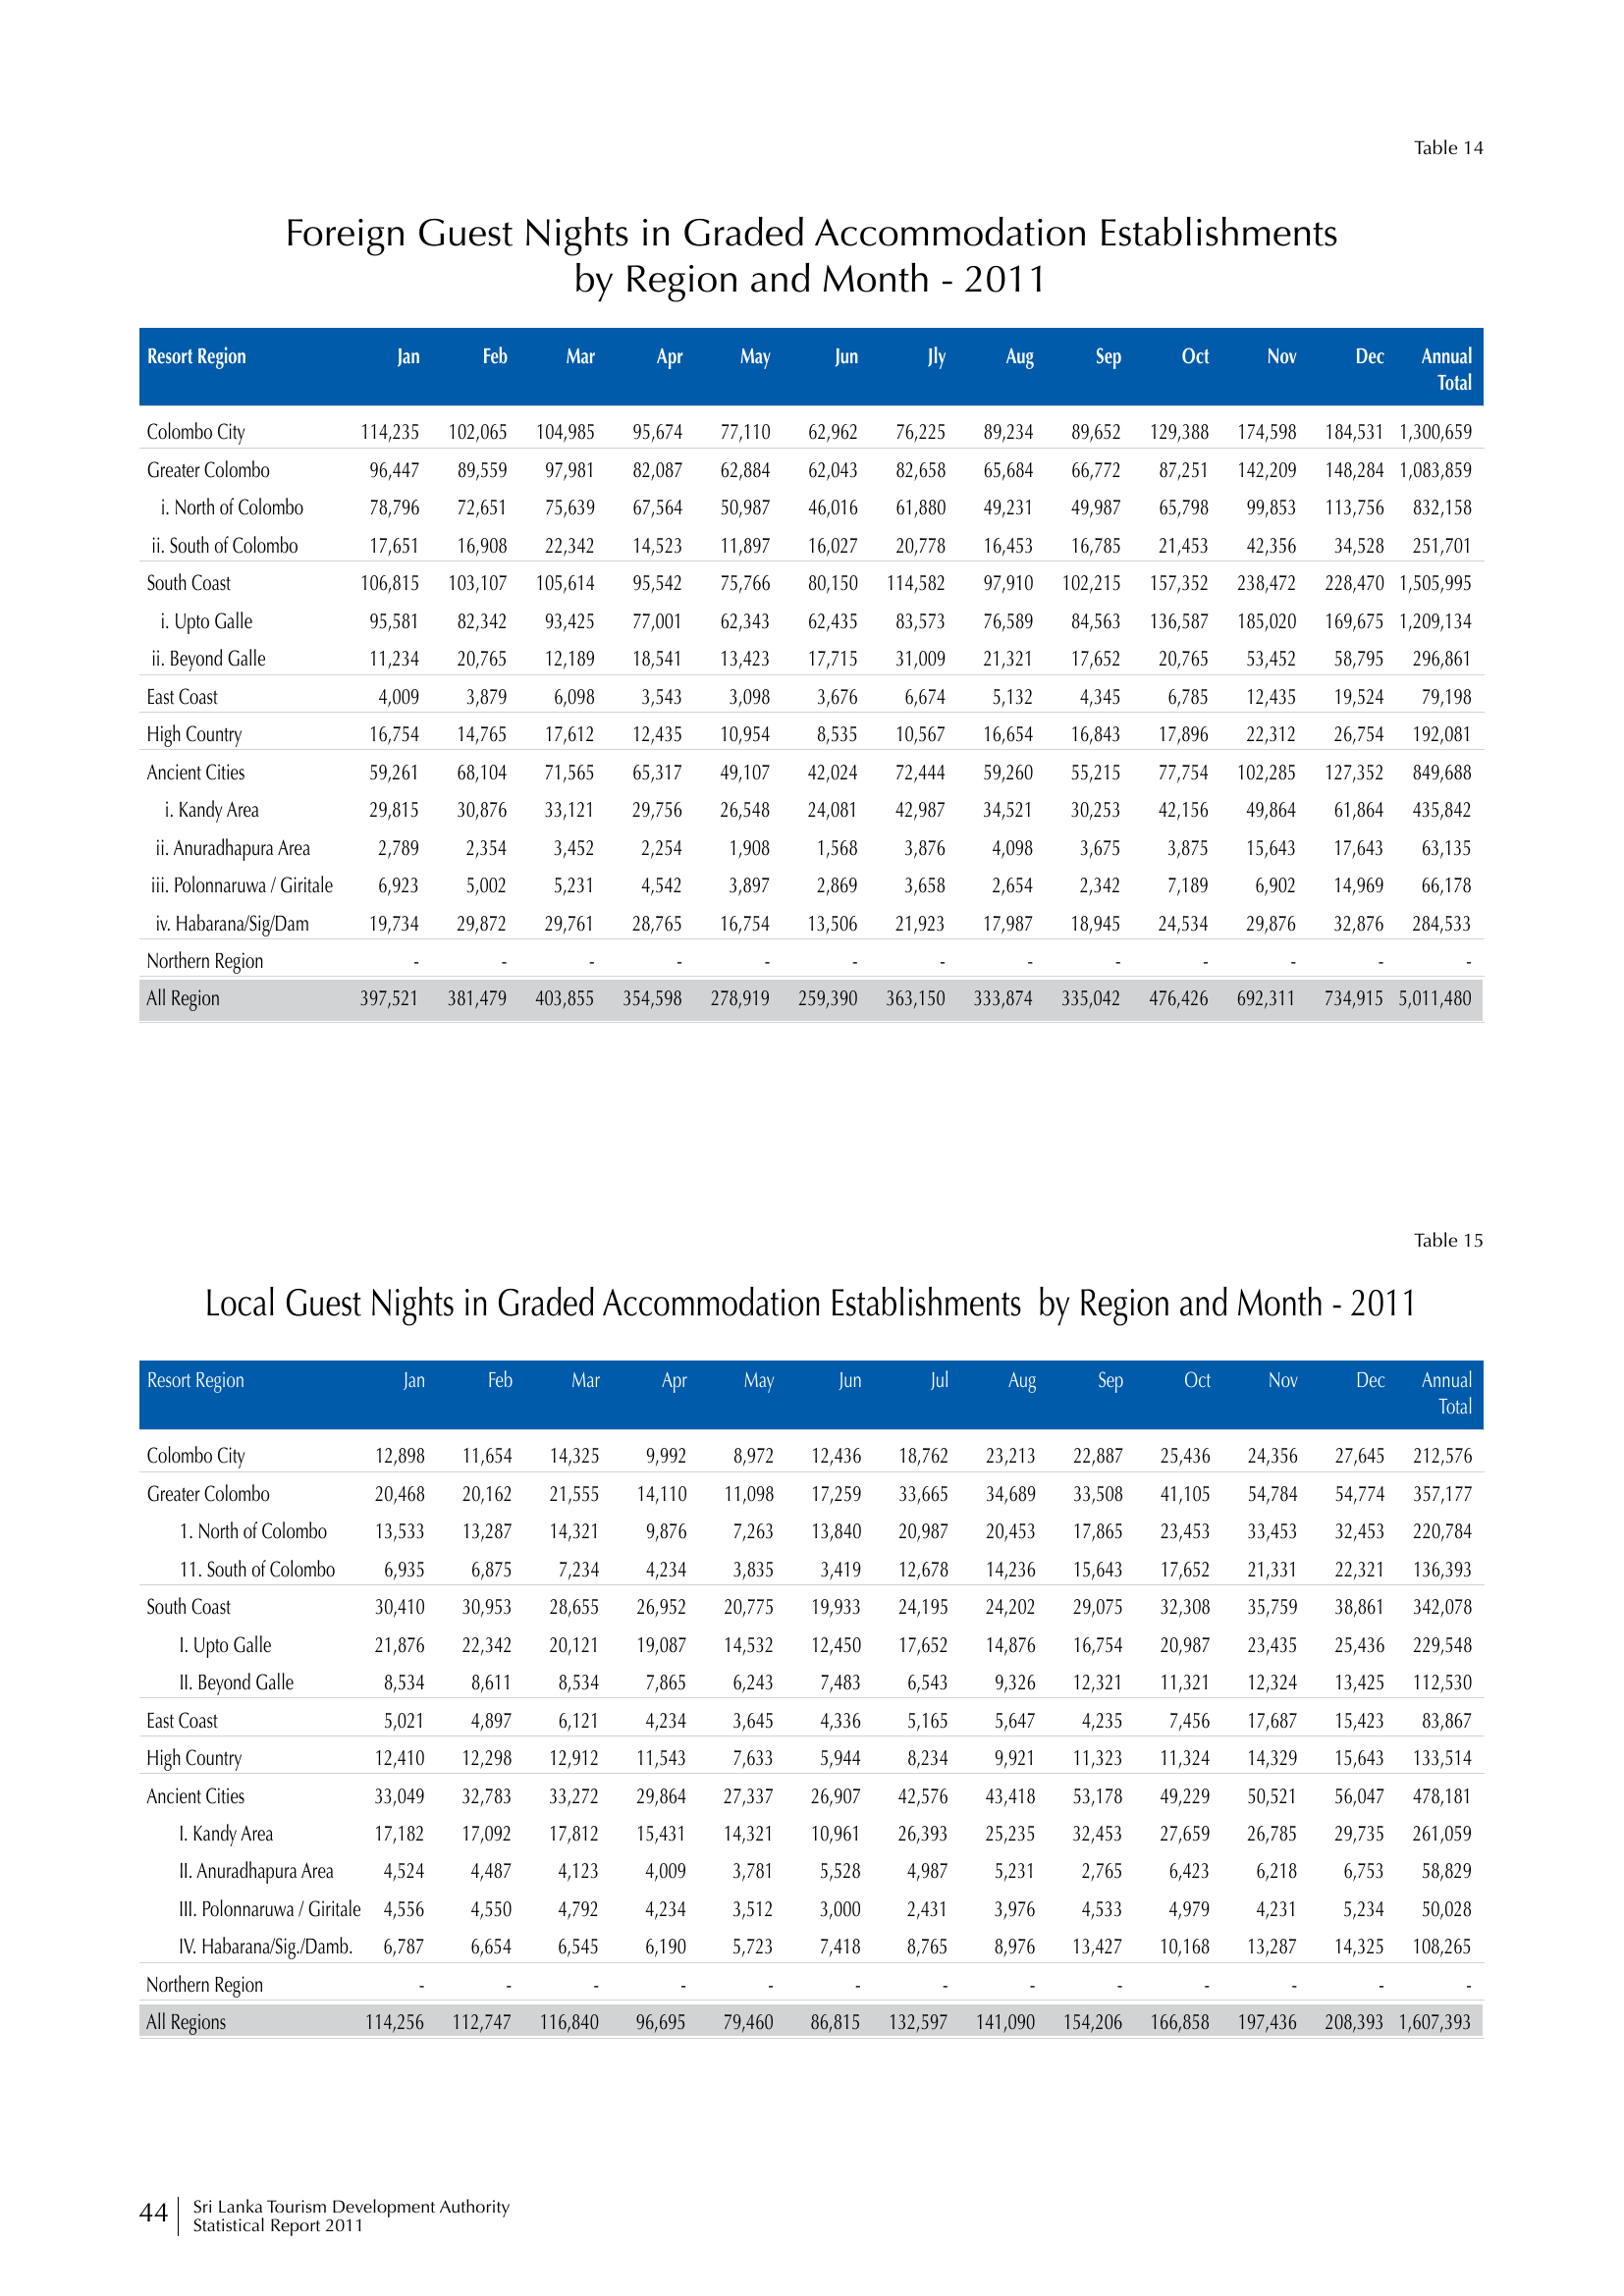 Table 14
Foreign Guest Nights in Graded Accommodation Establishments
by Region and Month - 2011
Resort Region Jan Feb Mar Apr May Jun Jly Aug Sep Oct Nov Dec Annual
Total
Colombo City 114,235 102,065 104,985 95,674 77,110 62,962 76,225 89,234 89,652 129,388 174,598 184,531 1,300,659
Greater Colombo 96,447 89,559 97,981 82,087 62,884 62,043 82,658 65,684 66,772 87,251 142,209 148,284 1,083,859
i. North of Colombo 78,796 72,651 75,639 67,564 50,987 46,016 61,880 49,231 49,987 65,798 99,853 113,756 832,158
ii. South of Colombo 17,651 16,908 22,342 14,523 11,897 16,027 20,778 16,453 16,785 21,453 42,356 34,528 251,701
South Coast 106,815 103,107 105,614 95,542 75,766 80,150 114,582 97,910 102,215 157,352 238,472 228,470 1,505,995
i. Upto Galle 95,581 82,342 93,425 77,001 62,343 62,435 83,573 76,589 84,563 136,587 185,020 169,675 1,209,134
ii. Beyond Galle 11,234 20,765 12,189 18,541 13,423 17,715 31,009 21,321 17,652 20,765 53,452 58,795 296,861
East Coast 4,009 3,879 6,098 3,543 3,098 3,676 6,674 5,132 4,345 6,785 12,435 19,524 79,198
High Country 16,754 14,765 17,612 12,435 10,954 8,535 10,567 16,654 16,843 17,896 22,312 26,754 192,081
Ancient Cities 59,261 68,104 71,565 65,317 49,107 42,024 72,444 59,260 55,215 77,754 102,285 127,352 849,688
i. Kandy Area 29,815 30,876 33,121 29,756 26,548 24,081 42,987 34,521 30,253 42,156 49,864 61,864 435,842
ii. Anuradhapura Area 2,789 2,354 3,452 2,254 1,908 1,568 3,876 4,098 3,675 3,875 15,643 17,643 63,135
iii. Polonnaruwa / Giritale 6,923 5,002 5,231 4,542 3,897 2,869 3,658 2,654 2,342 7,189 6,902 14,969 66,178
iv. Habarana/Sig/Dam 19,734 29,872 29,761 28,765 16,754 13,506 21,923 17,987 18,945 24,534 29,876 32,876 284,533
Northern Region - - - - - - - - - - - - -
All Region 397,521 381,479 403,855 354,598 278,919 259,390 363,150 333,874 335,042 476,426 692,311 734,915 5,011,480
Table 15
Local Guest Nights in Graded Accommodation Establishments by Region and Month - 2011
Resort Region Jan Feb Mar Apr May Jun Jul Aug Sep Oct Nov Dec Annual
Total
Colombo City 12,898 11,654 14,325 9,992 8,972 12,436 18,762 23,213 22,887 25,436 24,356 27,645 212,576
Greater Colombo 20,468 20,162 21,555 14,110 11,098 17,259 33,665 34,689 33,508 41,105 54,784 54,774 357,177
1. North of Colombo 13,533 13,287 14,321 9,876 7,263 13,840 20,987 20,453 17,865 23,453 33,453 32,453 220,784
11. South of Colombo 6,935 6,875 7,234 4,234 3,835 3,419 12,678 14,236 15,643 17,652 21,331 22,321 136,393
South Coast 30,410 30,953 28,655 26,952 20,775 19,933 24,195 24,202 29,075 32,308 35,759 38,861 342,078
I. Upto Galle 21,876 22,342 20,121 19,087 14,532 12,450 17,652 14,876 16,754 20,987 23,435 25,436 229,548
II. Beyond Galle 8,534 8,611 8,534 7,865 6,243 7,483 6,543 9,326 12,321 11,321 12,324 13,425 112,530
East Coast 5,021 4,897 6,121 4,234 3,645 4,336 5,165 5,647 4,235 7,456 17,687 15,423 83,867
High Country 12,410 12,298 12,912 11,543 7,633 5,944 8,234 9,921 11,323 11,324 14,329 15,643 133,514
Ancient Cities 33,049 32,783 33,272 29,864 27,337 26,907 42,576 43,418 53,178 49,229 50,521 56,047 478,181
I. Kandy Area 17,182 17,092 17,812 15,431 14,321 10,961 26,393 25,235 32,453 27,659 26,785 29,735 261,059
II. Anuradhapura Area 4,524 4,487 4,123 4,009 3,781 5,528 4,987 5,231 2,765 6,423 6,218 6,753 58,829
III. Polonnaruwa / Giritale 4,556 4,550 4,792 4,234 3,512 3,000 2,431 3,976 4,533 4,979 4,231 5,234 50,028
IV. Habarana/Sig./Damb. 6,787 6,654 6,545 6,190 5,723 7,418 8,765 8,976 13,427 10,168 13,287 14,325 108,265
Northern Region - - - - - - - - - - - - -
All Regions 114,256 112,747 116,840 96,695 79,460 86,815 132,597 141,090 154,206 166,858 197,436 208,393 1,607,393
44 Sri Lanka Tourism Development Authority
Statistical Report 2011